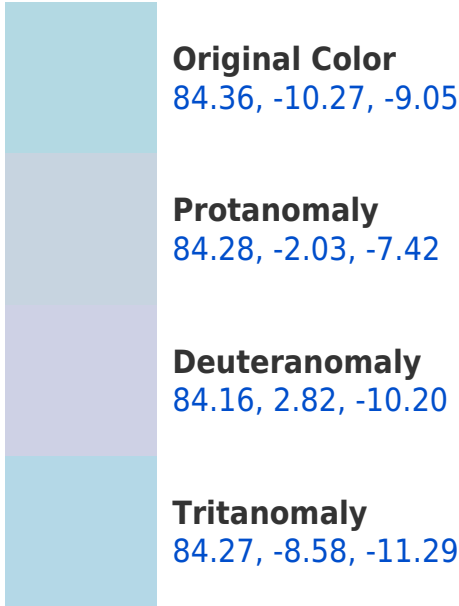 Original Color
84.36, -10.27, -9.05
Protanomaly
84.28, -2.03, -7.42
Deuteranomaly
84.16, 2.82, -10.20
Tritanomaly
84.27, -8.58, -11.29